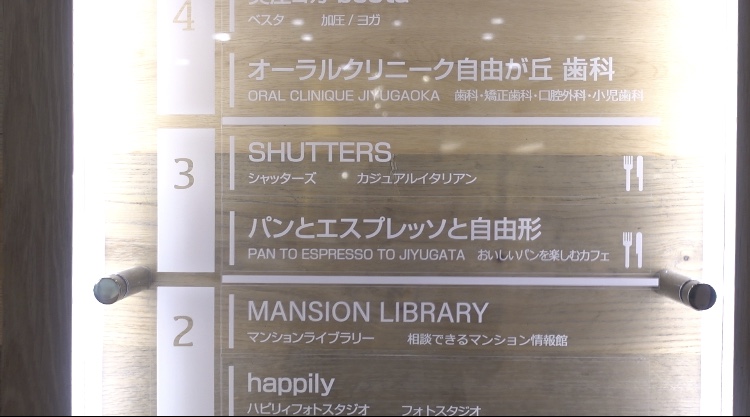 4
ベスタ 加圧/ヨガ
オーラルクリニーク自由が丘 歯科
ORAL CLINIQUE JIYUGAOKA 歯科・矯正歯科・口腔外科・小児歯科
3
SHUTTERS
シャッターズ カジュアルイタリアン
パンとエスプレッソと自由形
PAN TO ESPRESSO TO JIYUGATA おいしいパンを楽しむカフェ
2
MANSION LIBRARY
マンションライブラリー 相談できるマンション情報館
happily
ハピリィフォトスタジオ フォトスタジオ